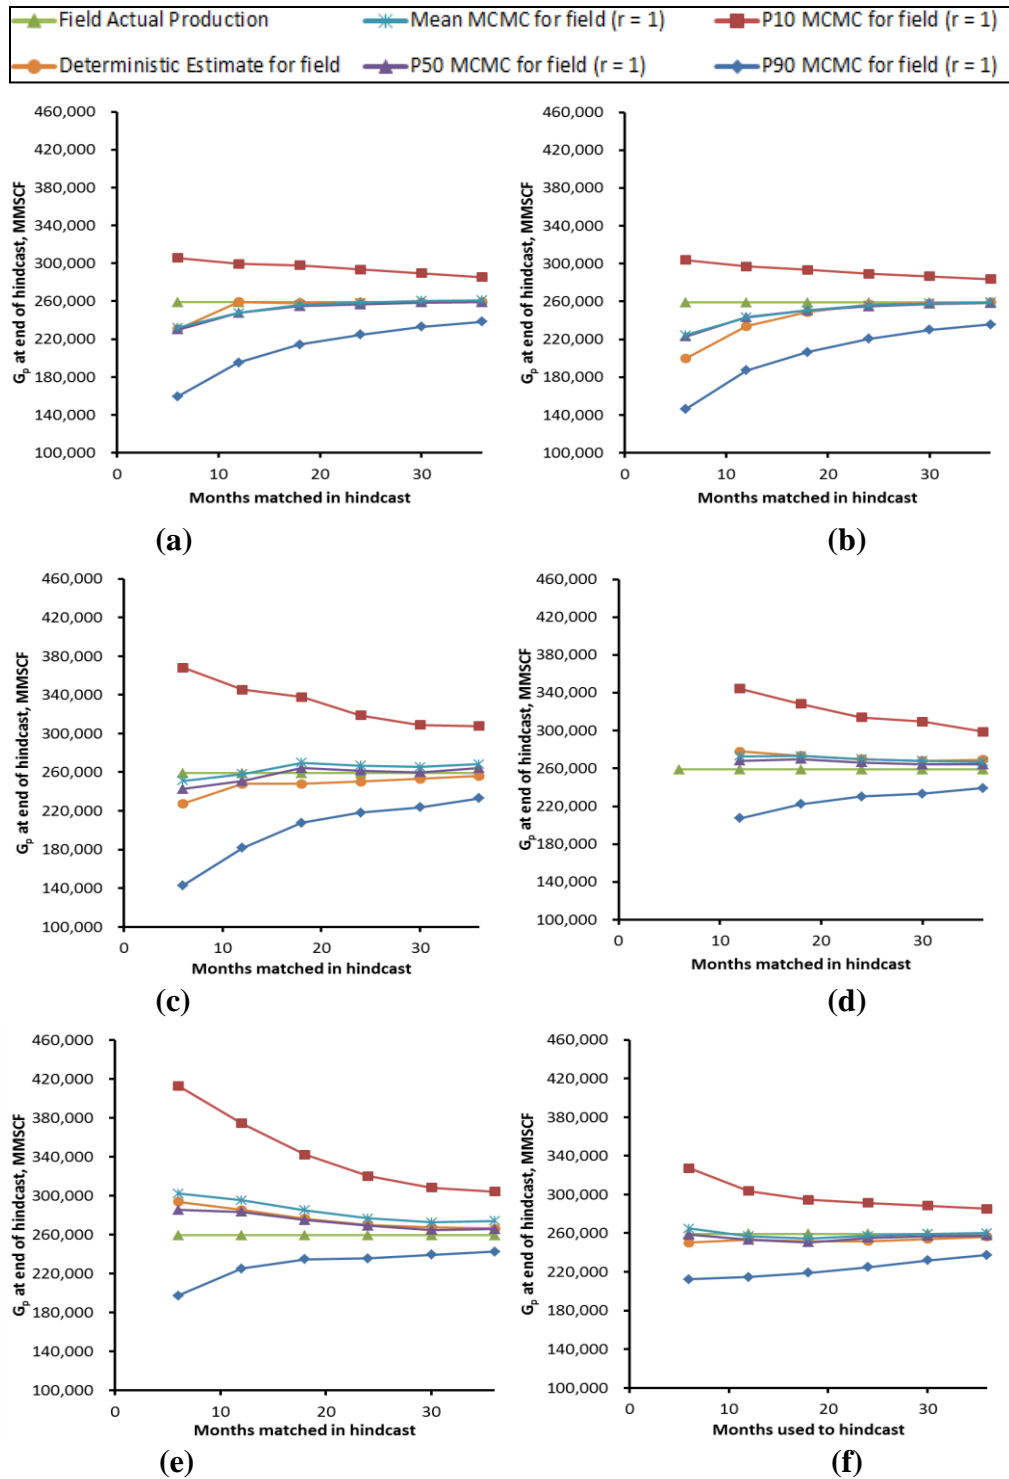 Field Actual Production Mean MCMC for field (r = 1) P10 MCMC for field (r = 1)
Deterministic Estimate for field P50 MCMC for field (r = 1) P90 MCMC for field (r = 1)
460,000
420,000
380,000
340,000
300,000
260,000
220,000
180,000
140,000
100,000
0 10 20 30
Gp at end of hindcast, MMSCF
Months matched in hindcast
(a)
460,000
420,000
380,000
340,000
300,000
260,000
220,000
180,000
140,000
100,000
0 10 20 30
Gp at end of hindcast, MMSCF
Months matched in hindcast
(b)
460,000
420,000
380,000
340,000
300,000
260,000
220,000
180,000
140,000
100,000
0 10 20 30
Gp at end of hindcast, MMSCF
Months matched in hindcast
(c)
460,000
420,000
380,000
340,000
300,000
260,000
220,000
180,000
140,000
100,000
0 10 20 30
Gp at end of hindcast, MMSCF
Months matched in hindcast
(d)
460,000
420,000
380,000
340,000
300,000
260,000
220,000
180,000
140,000
100,000
0 10 20 30
Gp at end of hindcast, MMSCF
Months matched in hindcast
(e)
460,000
420,000
380,000
340,000
300,000
260,000
220,000
180,000
140,000
100,000
0 10 20 30
Gp at end of hindcast, MMSCF
Months used to hindcast
(f)